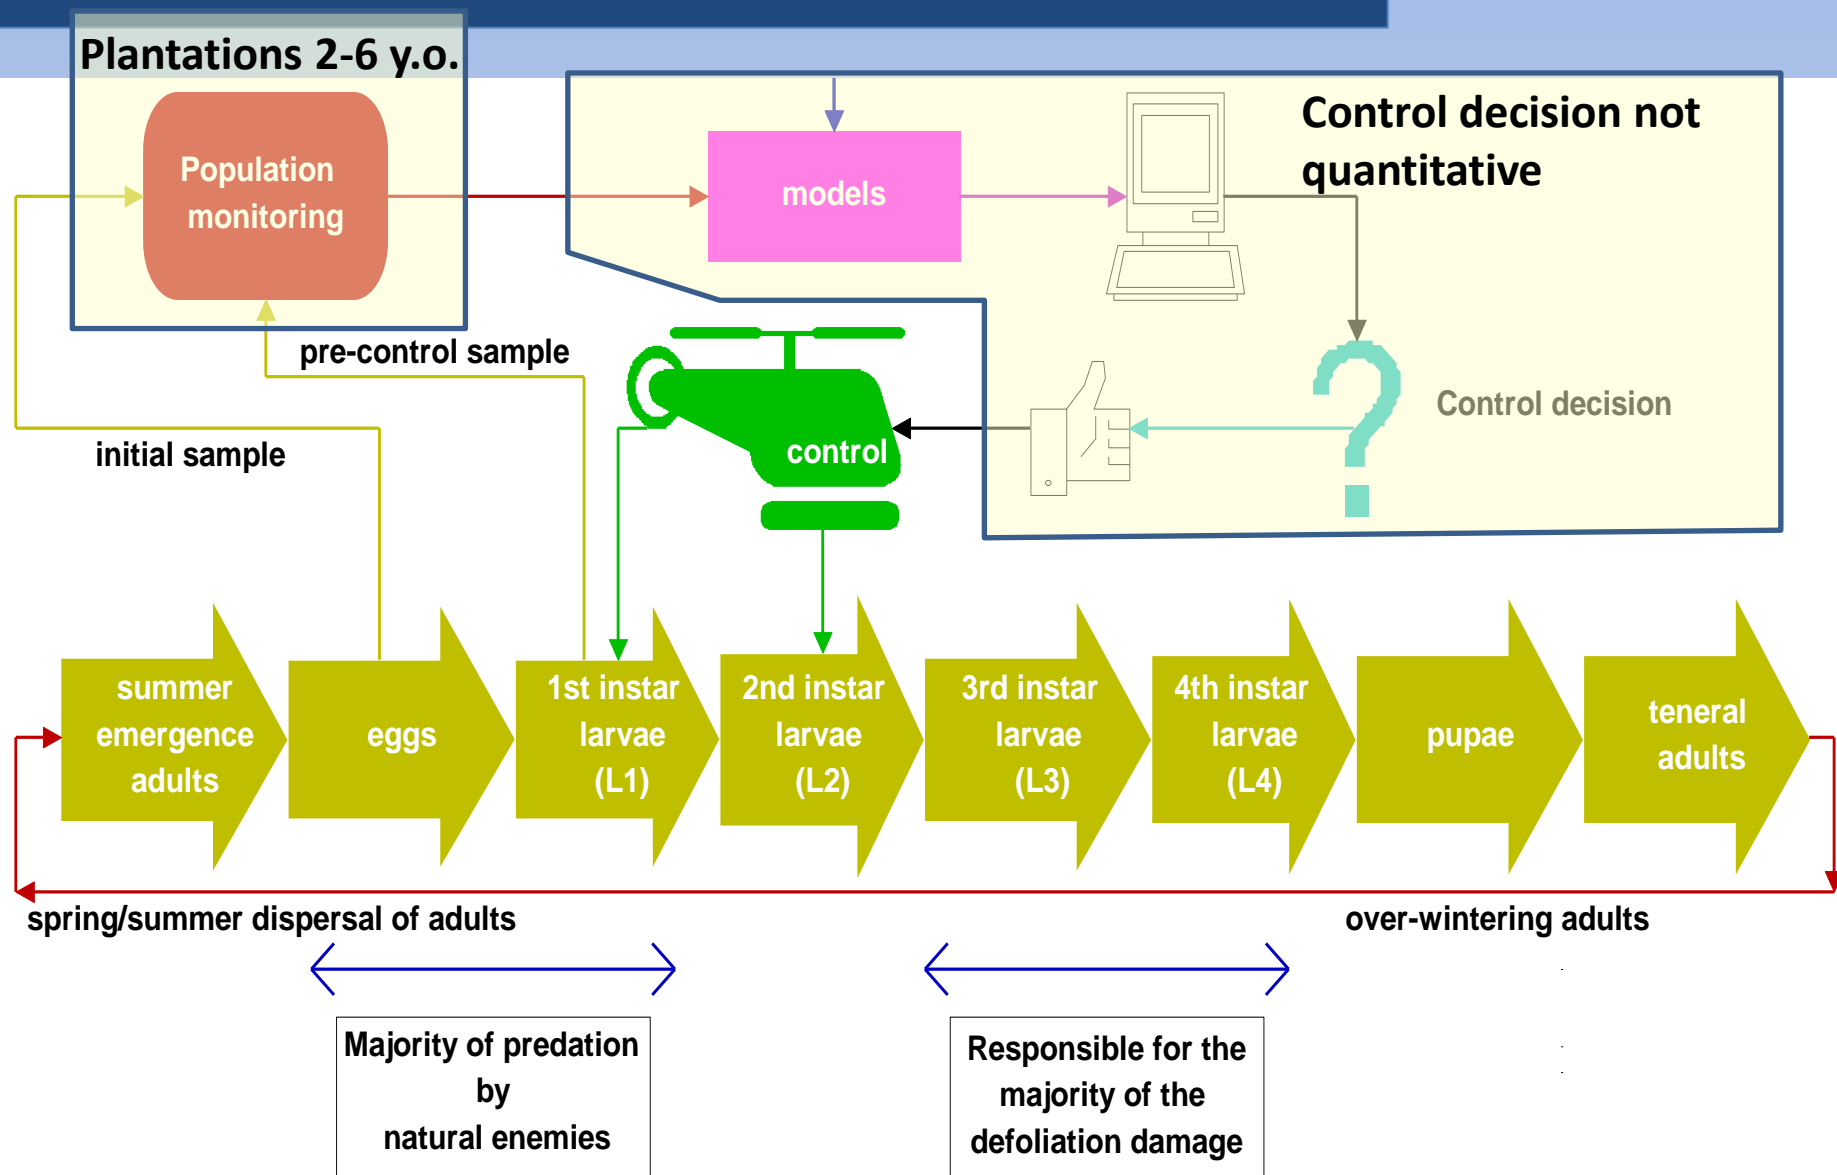 Plantations 2-6 y.o.
Control decision not
quantitative
Population
monitoring
models
pre-control sample
Control decision
control
initial sample
summer
emergence
adults
eggs
1st instar
larvae
(L1)
2nd instar
larvae
(L2)
3rd instar
larvae
(L3)
4th instar
larvae
(L4)
pupae
teneral
adults
spring/summer dispersal of adults
over-wintering adults
Majority of predation
by
natural enemies
Responsible for the
majority of the
defoliation damage